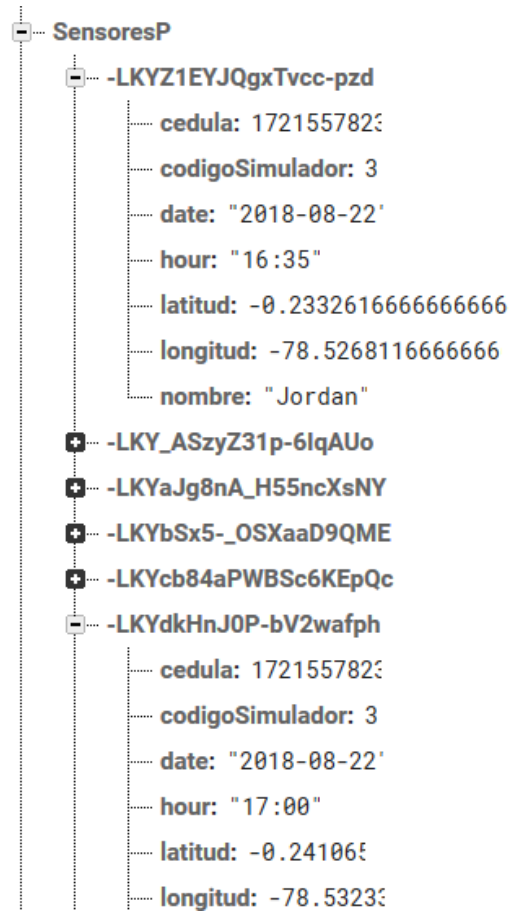 SensoresP
-LKYZ1EYJQgxTvcc-pzd
cedula: 1721557823
codigoSimulador: 3
date: "2018-08-22"
hour: "16:35"
latitud: -0.2332616666666666
longitud: -78.5268116666666
nombre: "Jordan"
-LKY_ASzyZ31p-6IqAUo
-LKYaJg8nA_H55ncXsNY
-LKYbSx5-_OSXaaD9QME
-LKYcb84aPWBSc6KEpQc
-LKYdkHnJ0P-bV2wafph
cedula: 1721557823
codigoSimulador: 3
date: "2018-08-22"
hour: "17:00"
latitud: -0.241065
longitud: -78.53233